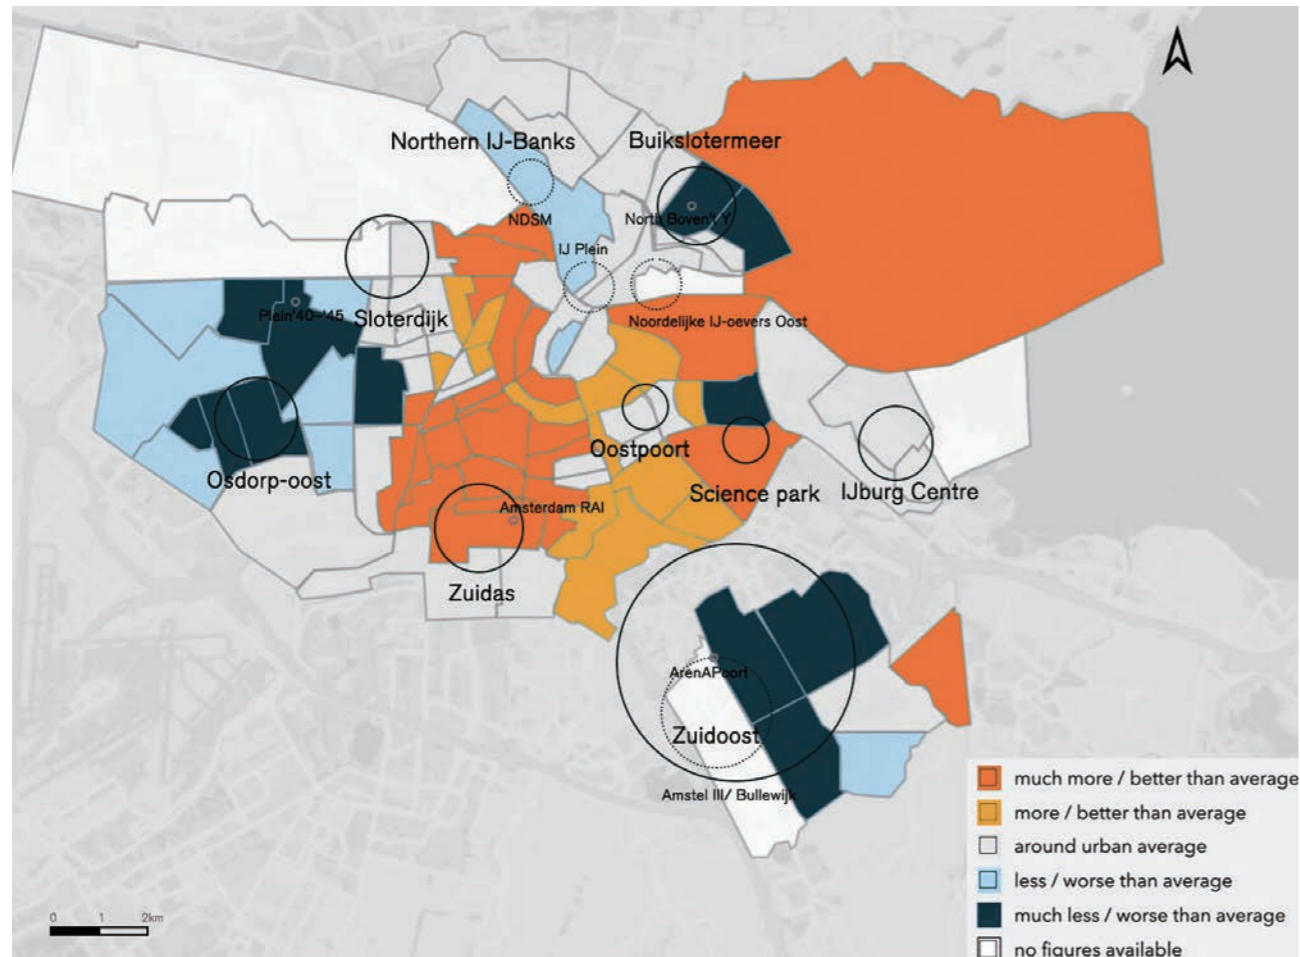 Northern IJ-Banks
Buikslotermeer
NDSM
North Boven't Y
IJ Plein
Plein'40-'45
Sloterdijk
Noordelijke IJ-oevers Oost
Oostpoort
Osdorp-oost
Science park
IJburg Centre
Amsterdam RAI
Zuidas
ArenAPoort
Zuidoost
Amstel III/ Bullewijk
much more / better than average
more / better than average
around urban average
less / worse than average
much less / worse than average
no figures available
0 1 2km